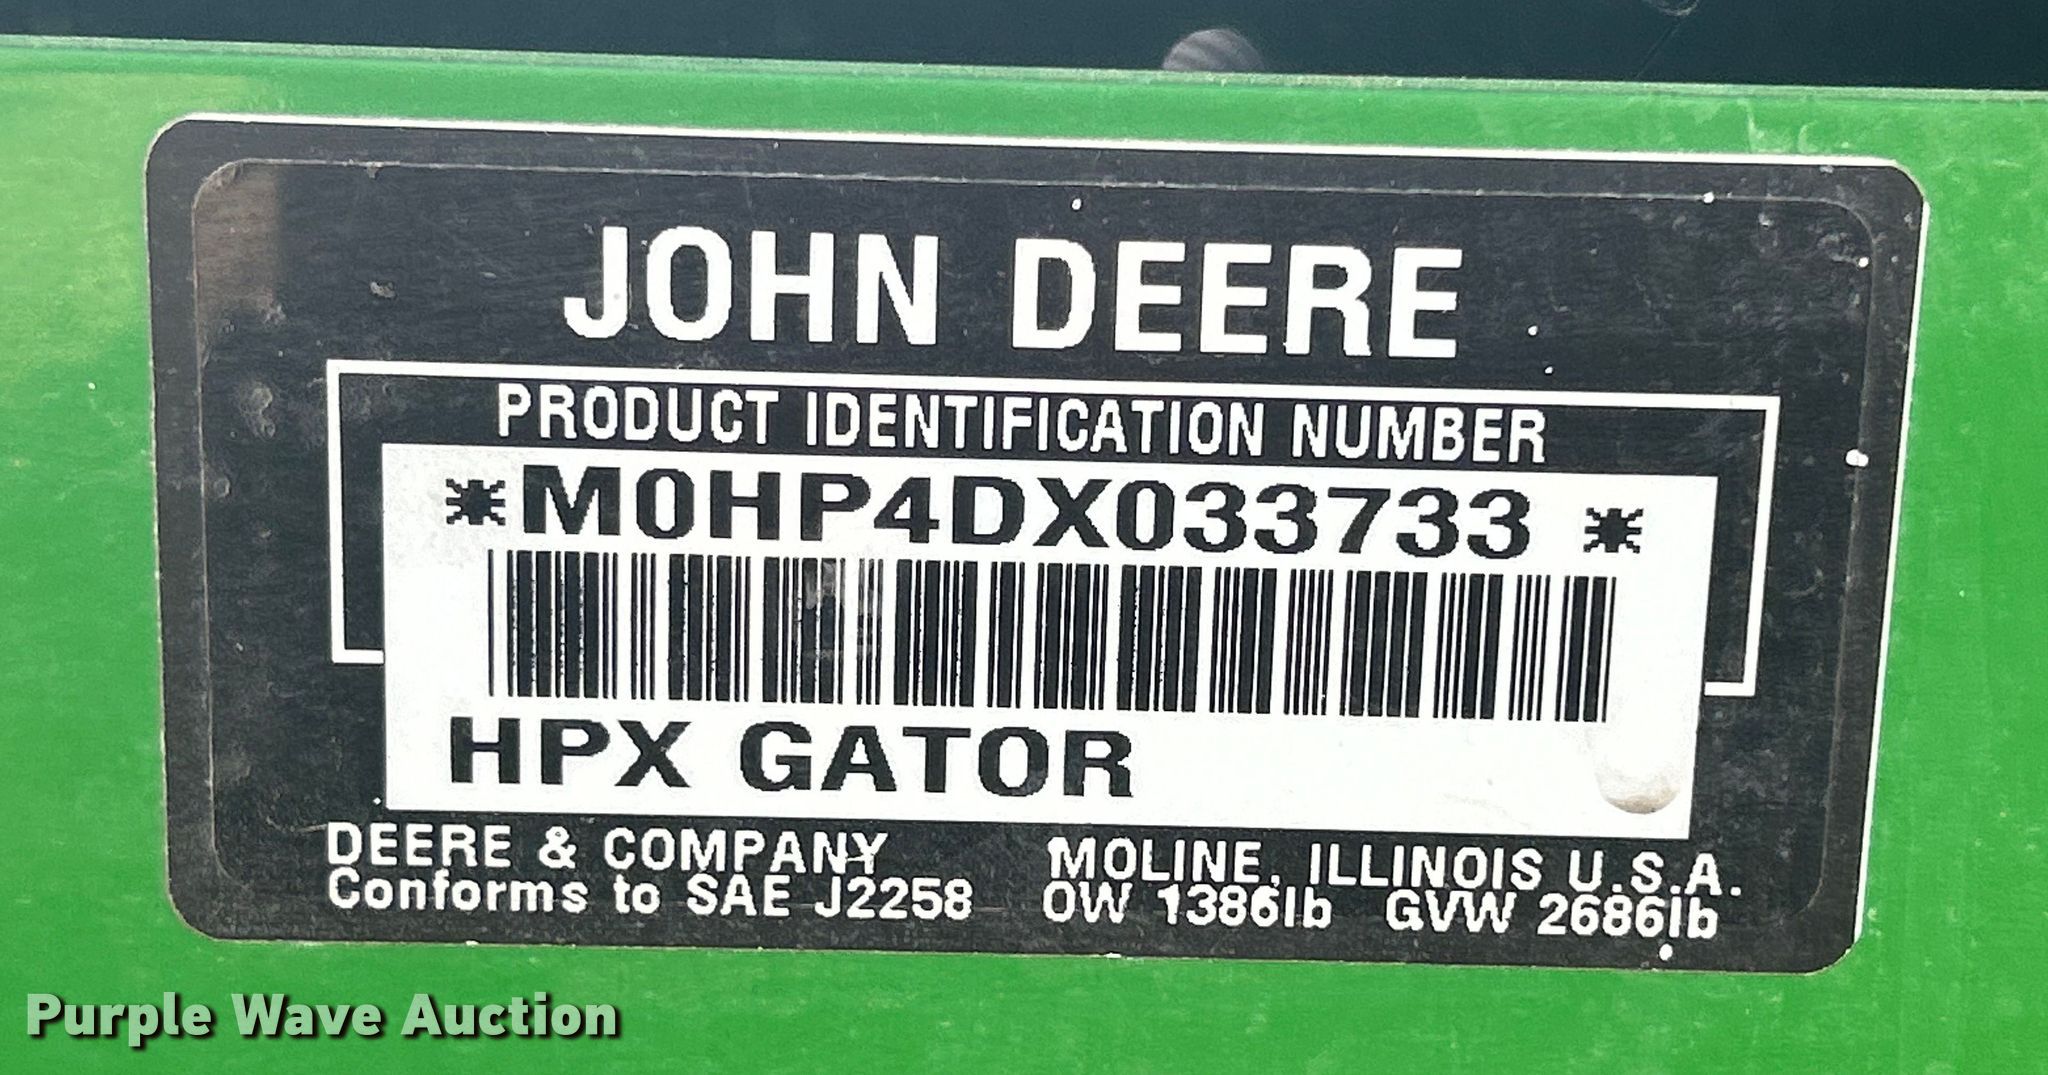 JOHN DEERE
PRODUCT IDENTIFICATION NUMBER
*M0HP4DX033733 *
HPX GATOR
DEERE & COMPANY MOLINE, ILLINOIS U.S.A.
Conforms to SAE J2258 OW 1386lb GVW 2686lb
Purple Wave Auction